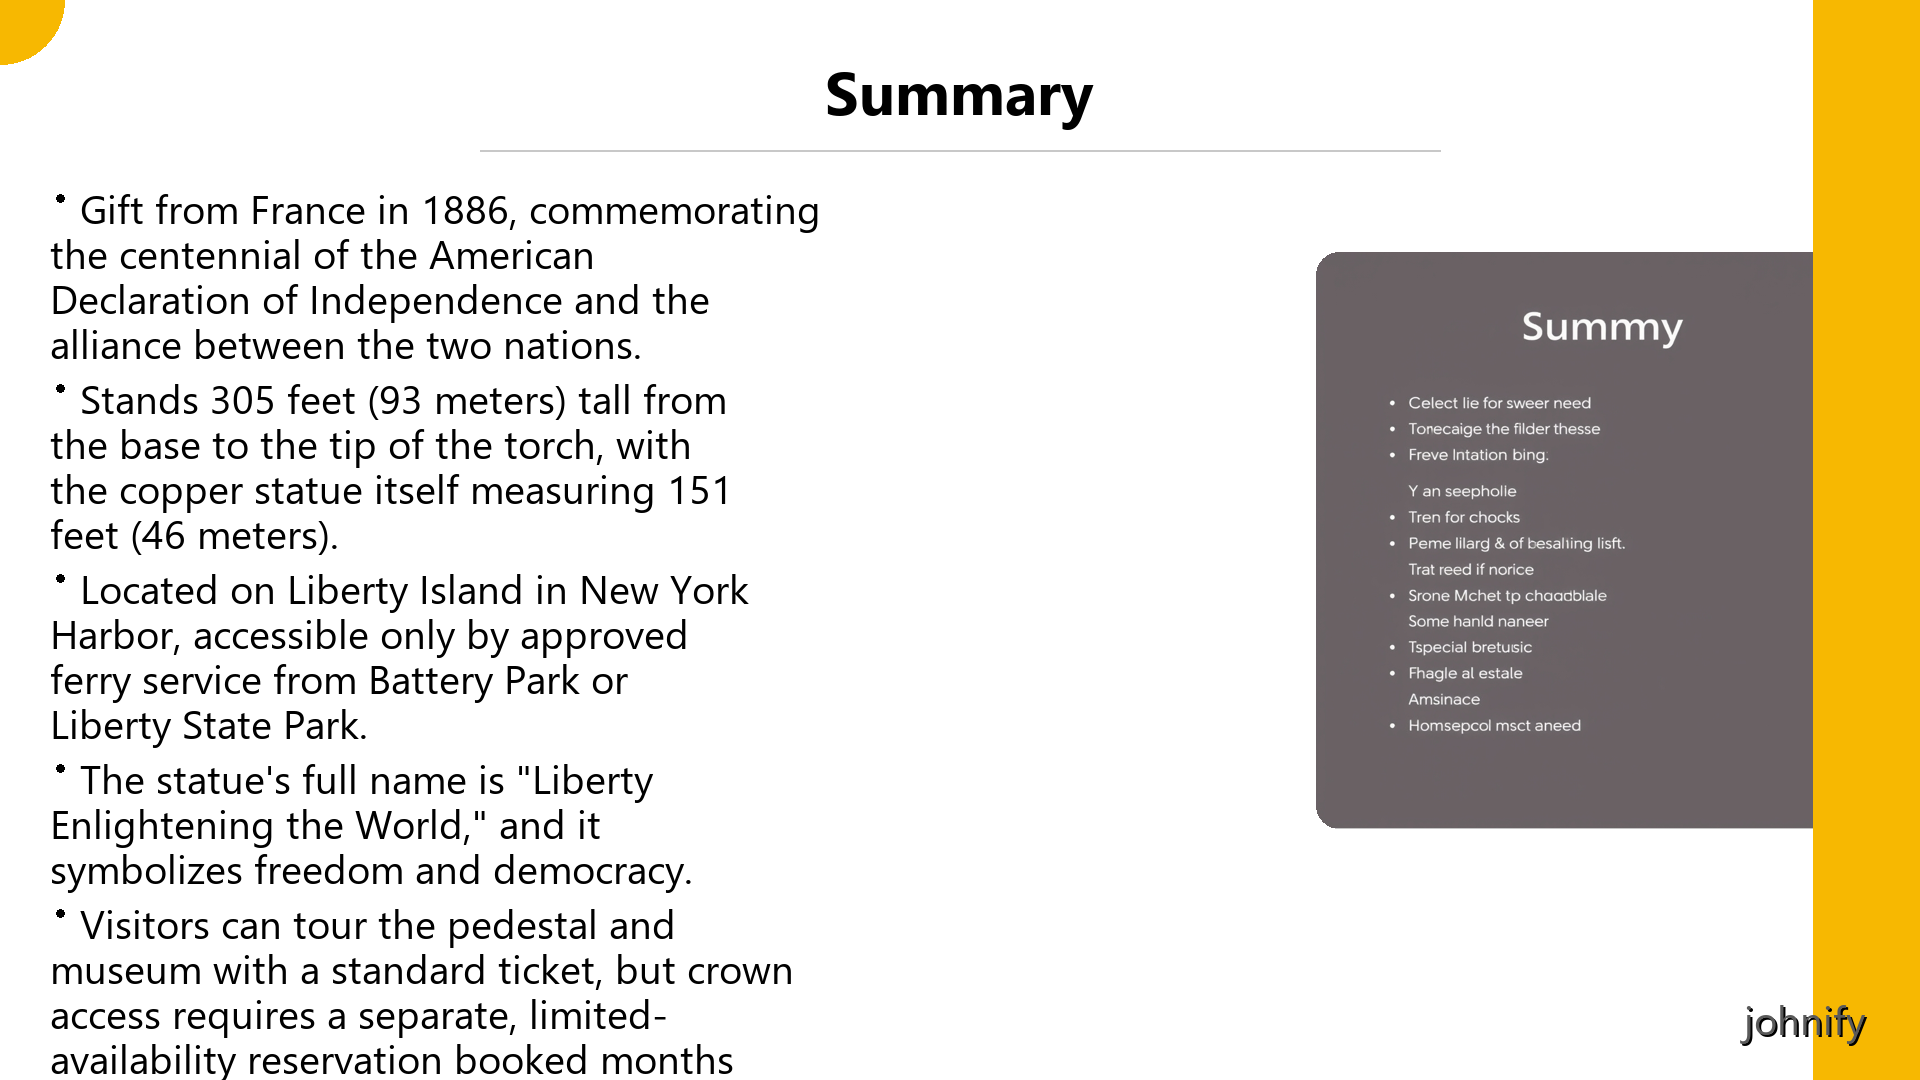 Summary
• Gift from France in 1886, commemorating
the centennial of the American
Declaration of Independence and the
alliance between the two nations.
• Stands 305 feet (93 meters) tall from
the base to the tip of the torch, with
the copper statue itself measuring 151
feet (46 meters).
• Located on Liberty Island in New York
Harbor, accessible only by approved
ferry service from Battery Park or
Liberty State Park.
• The statue's full name is "Liberty
Enlightening the World," and it
symbolizes freedom and democracy.
• Visitors can tour the pedestal and
museum with a standard ticket, but crown
access requires a separate, limited-
availability reservation booked months
Summy
• Celect lie for sweer need
• Tonecaige the filder thesse
• Freve Intation bing.
Y an seepholle
• Tren for chocks
• Peme lilarg & of besaliing lisft.
Trat reed if norice
• Srone Mchet tp chaadblale
Some hanld naneer
• Tspecial bretusic
• Fhagle al estale
Amsinace
• Homsepcol msct aneed
johnify